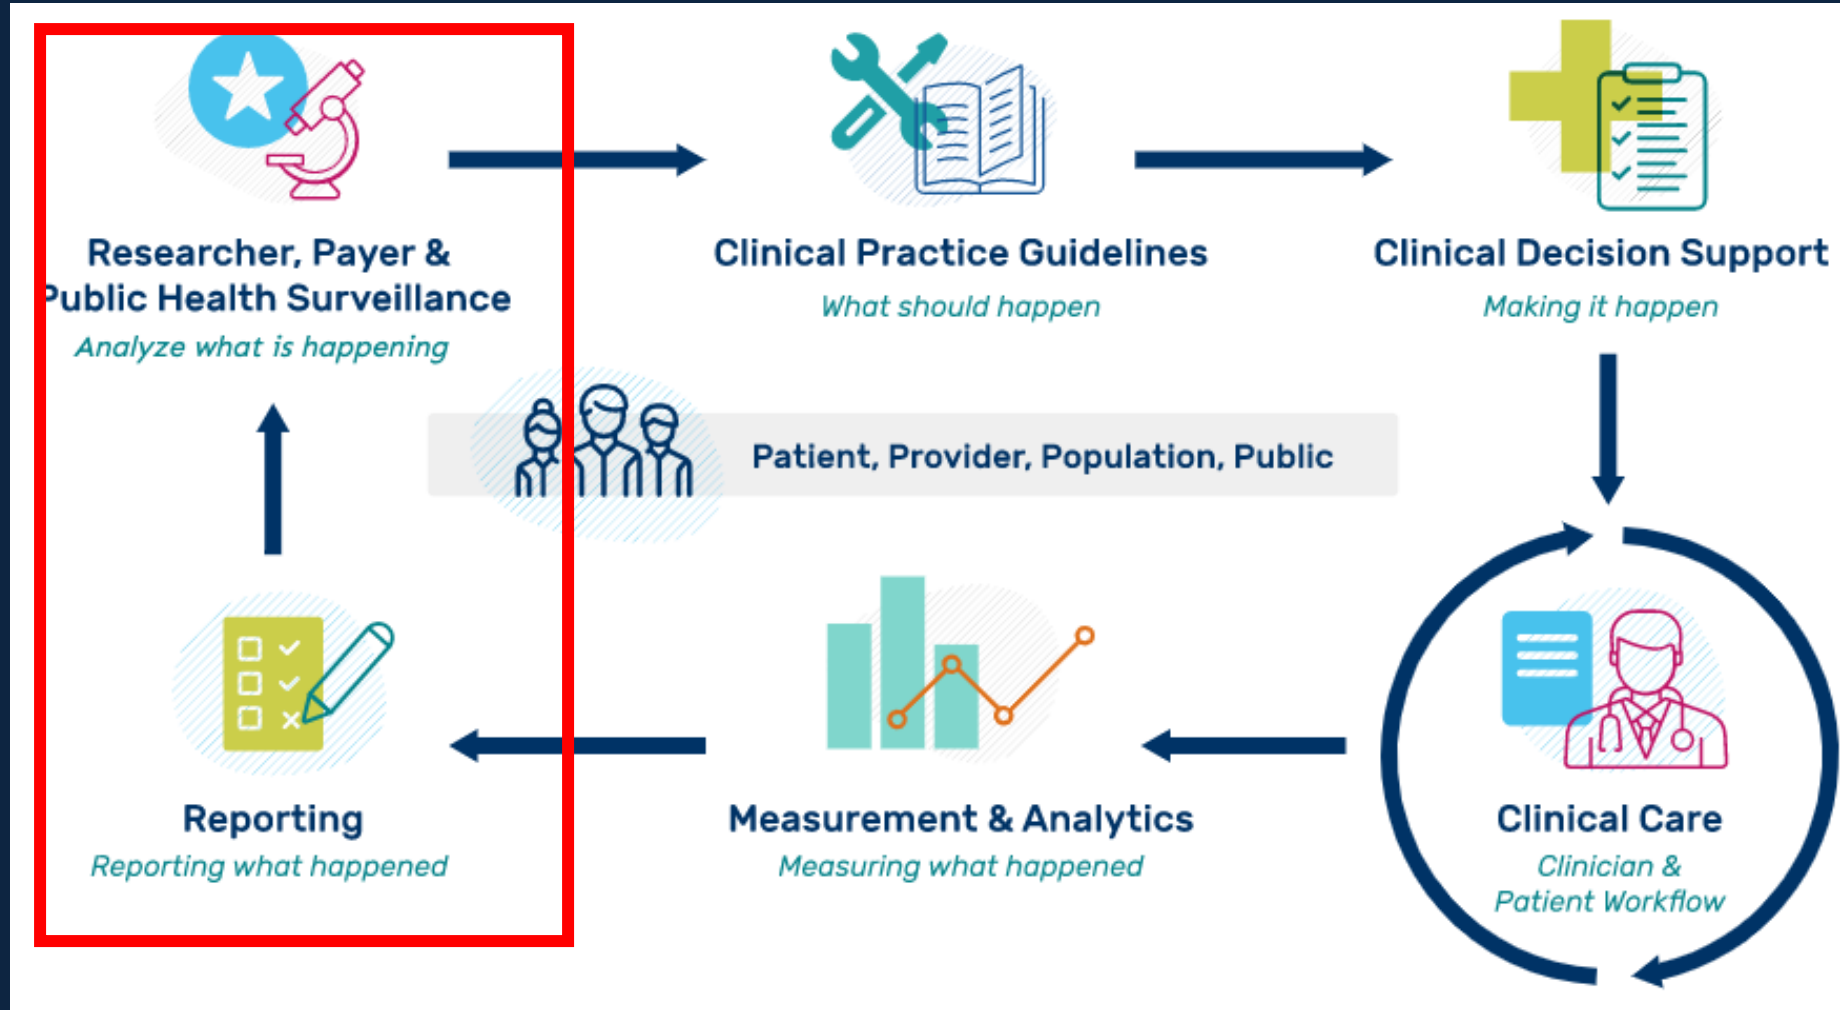 Researcher, Payer &
Public Health Surveillance
Analyze what is happening
Clinical Practice Guidelines
What should happen
Clinical Decision Support
Making it happen
Patient, Provider, Population, Public
Reporting
Reporting what happened
Measurement & Analytics
Measuring what happened
Clinical Care
Clinician &
Patient Workflow